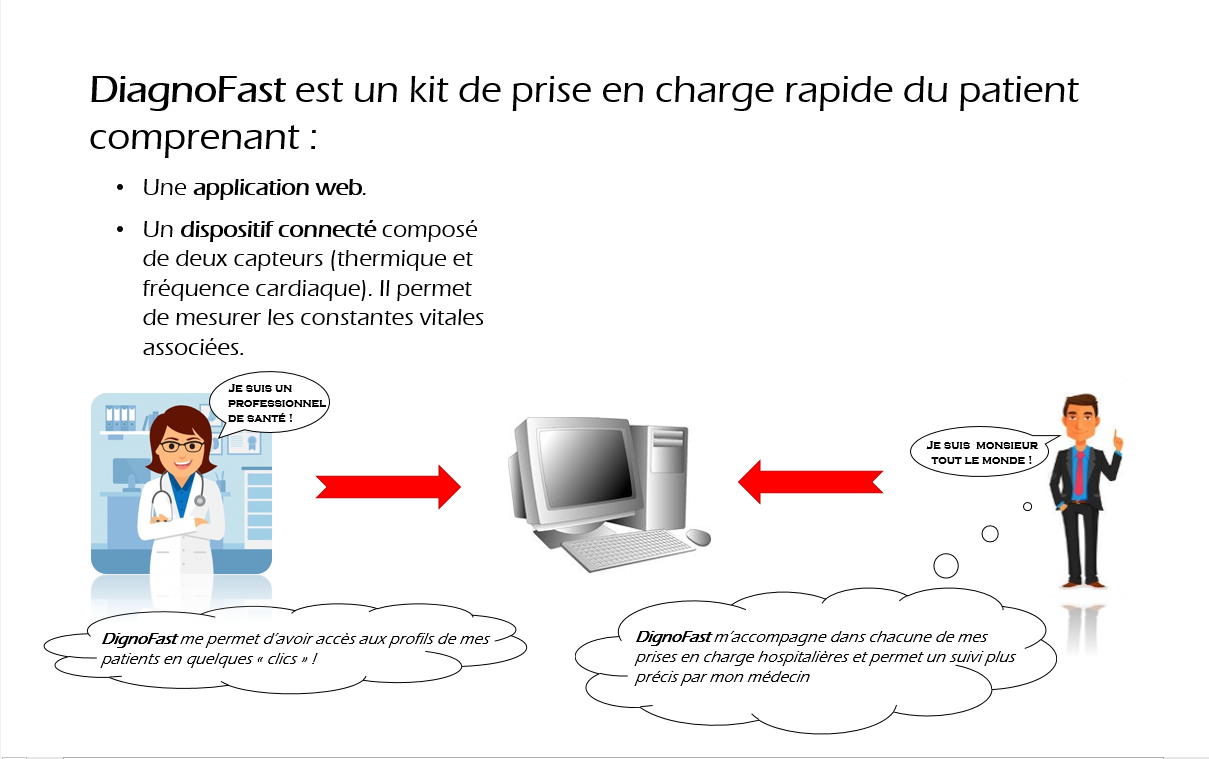 DiagnoFast est un kit de prise en charge rapide du patient
comprenant :
• Une application web.
• Un dispositif connecté composé
de deux capteurs (thermique et
fréquence cardiaque). Il permet
de mesurer les constantes vitales
associées.
Je suis un
professionnel
de santé !
Je suis monsieur
tout le monde !
DignoFast me permet d’avoir accès aux profils de mes
patients en quelques « clics » !
DignoFast m’accompagne dans chacune de mes
prises en charge hospitalières et permet un suivi plus
précis par mon médecin